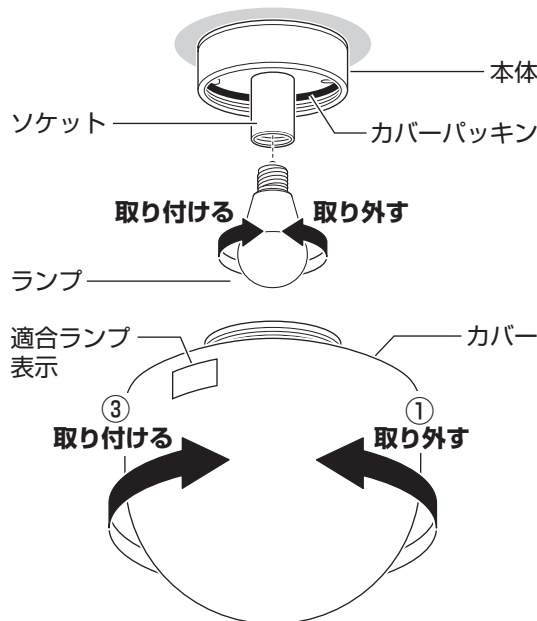 本体
ソケット
カバーパッキン
取り付ける
取り外す
ランプ
適合ランプ
表示
カバー
③
取り付ける
①
取り外す